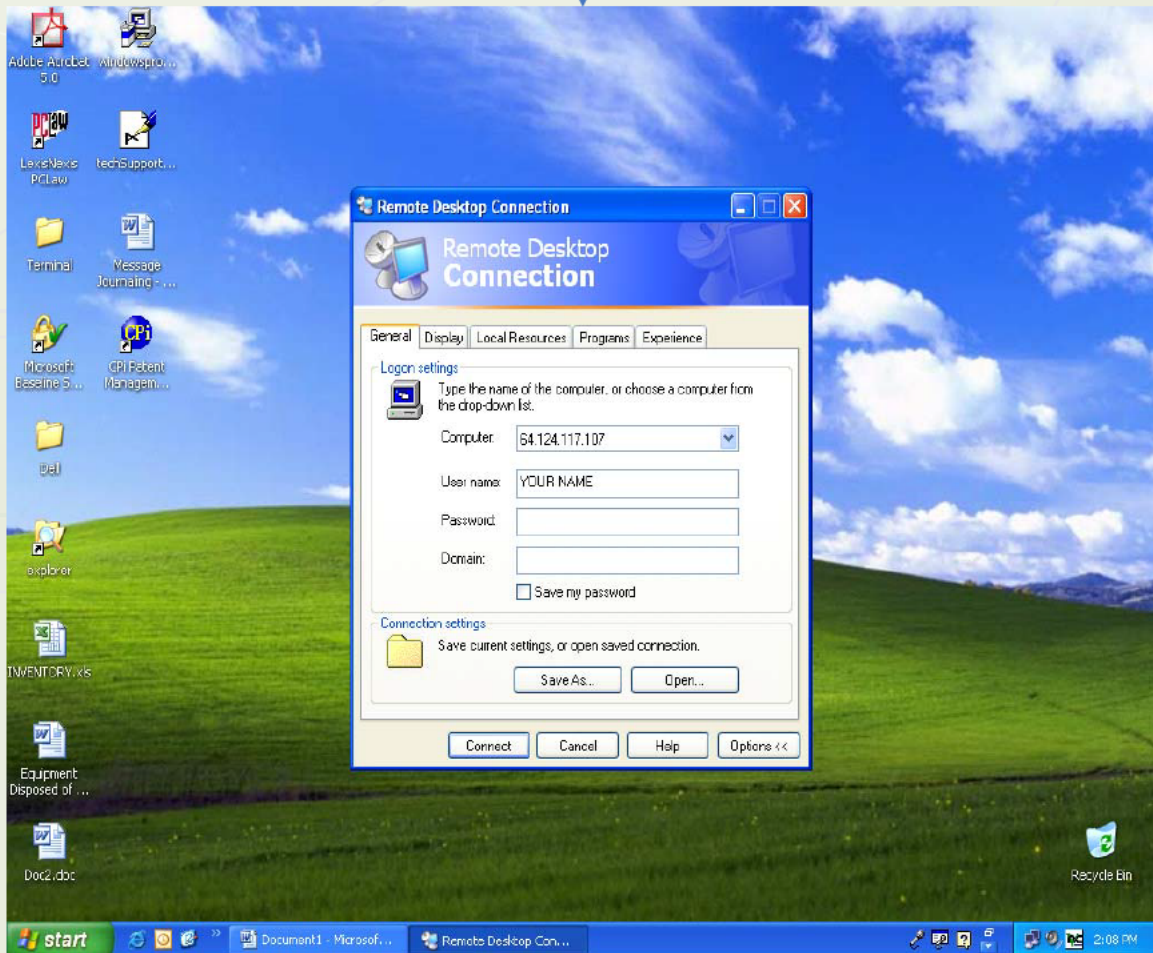 Adobe Acrobat
5.0
windowspro...
PCLaw
LexisNexis
PCLaw
techSupport...
Terminal
Message
Journaling - ...
Microsoft
Baseline S...
CPi
CPi Patent
Managem...
Dell
explorer
INVENTORY.xls
Equipment
Disposed of ...
Doc2.doc
Recycle Bin
Remote Desktop Connection
Remote Desktop
Connection
General Display Local Resources Programs Experience
Logon settings
Type the name of the computer, or choose a computer from
the drop-down list.
Computer: 64.124.117.107
User name: YOUR NAME
Password:
Domain:
Save my password
Connection settings
Save current settings, or open saved connection.
Save As... Open...
Connect Cancel Help Options <<
start
Document1 - Microsof...
Remote Desktop Con...
2:08 PM